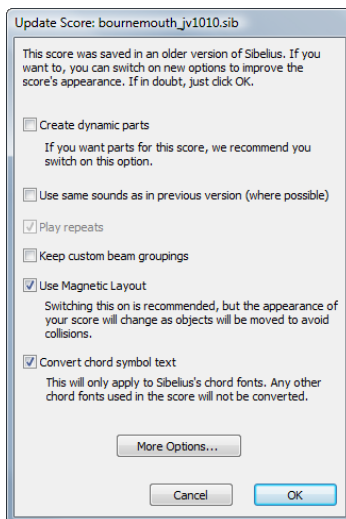 Update Score: bournemouth_jv1010.sib
This score was saved in an older version of Sibelius. If you
want to, you can switch on new options to improve the
score's appearance. If in doubt, just click OK.
Create dynamic parts
If you want parts for this score, we recommend you
switch on this option.
Use same sounds as in previous version (where possible)
Play repeats
Keep custom beam groupings
Use Magnetic Layout
Switching this on is recommended, but the appearance of
your score will change as objects will be moved to avoid
collisions.
Convert chord symbol text
This will only apply to Sibelius's chord fonts. Any other
chord fonts used in the score will not be converted.
More Options...
Cancel
OK